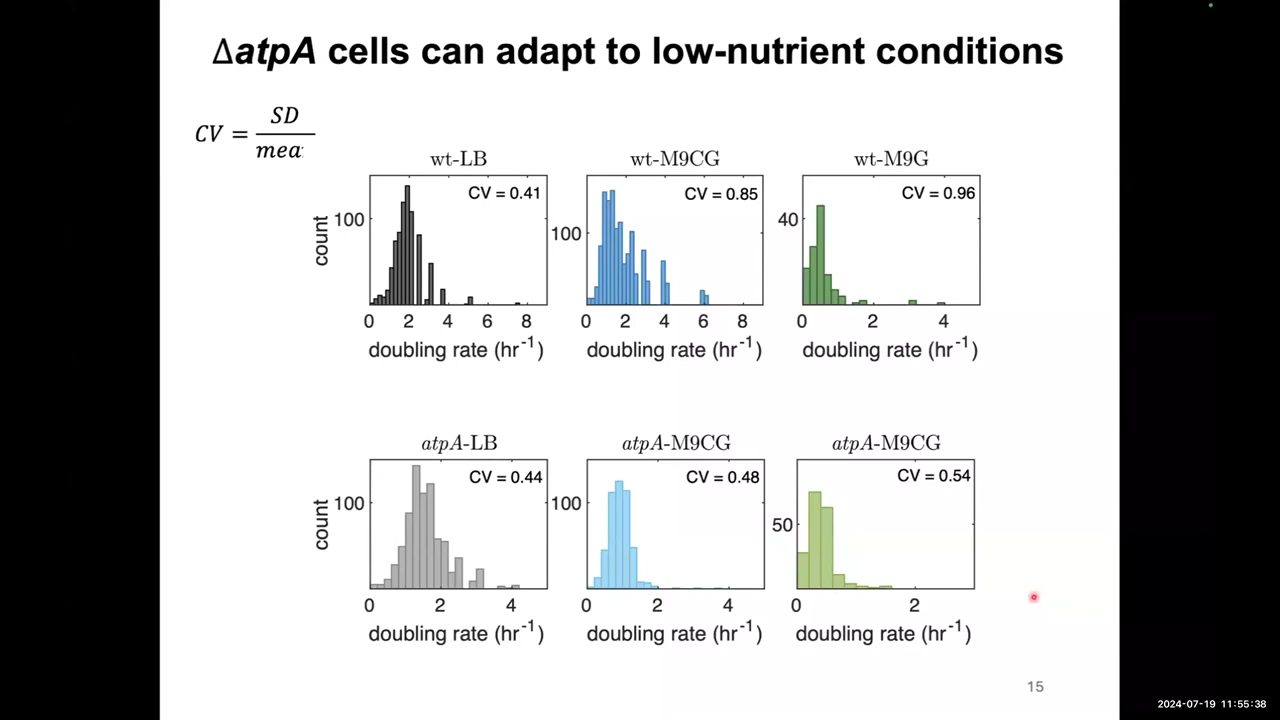 ΔatpA cells can adapt to low-nutrient conditions
CV = SD / mea
wt-LB
CV = 0.41
count
100
0 2 4 6 8
doubling rate (hr⁻¹)
wt-M9CG
CV = 0.85
100
0 2 4 6 8
doubling rate (hr⁻¹)
wt-M9G
CV = 0.96
40
0 2 4
doubling rate (hr⁻¹)
atpA-LB
CV = 0.44
count
100
0 2 4
doubling rate (hr⁻¹)
atpA-M9CG
CV = 0.48
100
0 2 4
doubling rate (hr⁻¹)
atpA-M9CG
CV = 0.54
50
0 2
doubling rate (hr⁻¹)
15
2024-07-19 11:55:38